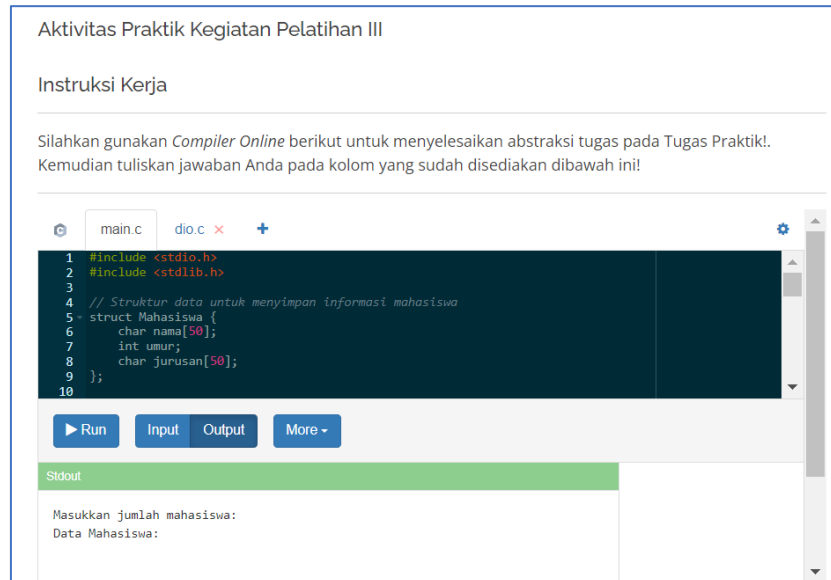 Aktivitas Praktik Kegiatan Pelatihan III
Instruksi Kerja
Silahkan gunakan Compiler Online berikut untuk menyelesaikan abstraksi tugas pada Tugas Praktik!.
Kemudian tuliskan jawaban Anda pada kolom yang sudah disediakan dibawah ini!
main.c dio.c × +
1 #include <stdio.h>
2 #include <stdlib.h>
3
4 // Struktur data untuk menyimpan informasi mahasiswa
5 struct Mahasiswa {
6 char nama[50];
7 int umur;
8 char jurusan[50];
9 };
10
Run Input Output More
Stdout
Masukkan jumlah mahasiswa:
Data Mahasiswa: